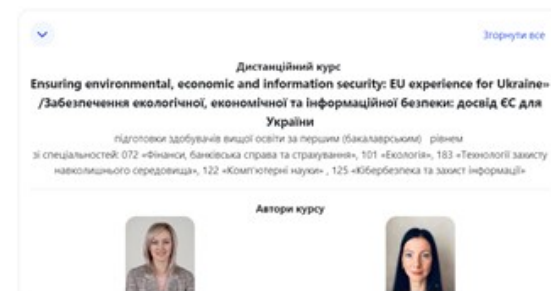 Згорнути все
Дистанційний курс
Ensuring environmental, economic and information security: EU experience for Ukraine»
/Забезпечення екологічної, економічної та інформаційної безпеки: досвід ЄС для
України
підготовки здобувачів вищої освіти за першим (бакалаврським) рівнем
зі спеціальностей: 072 «Фінанси, банківська справа та страхування», 101 «Екологія», 183 «Технології захисту
навколишнього середовища», 122 «Комп'ютерні науки» , 125 «Кібербезпека та захист інформації»
Автори курсу